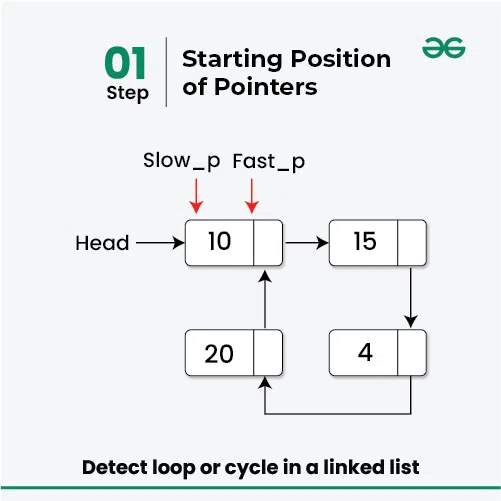 01
Step
Starting Position
of Pointers
Slow_p Fast_p
Head
10
15
20
4
Detect loop or cycle in a linked list